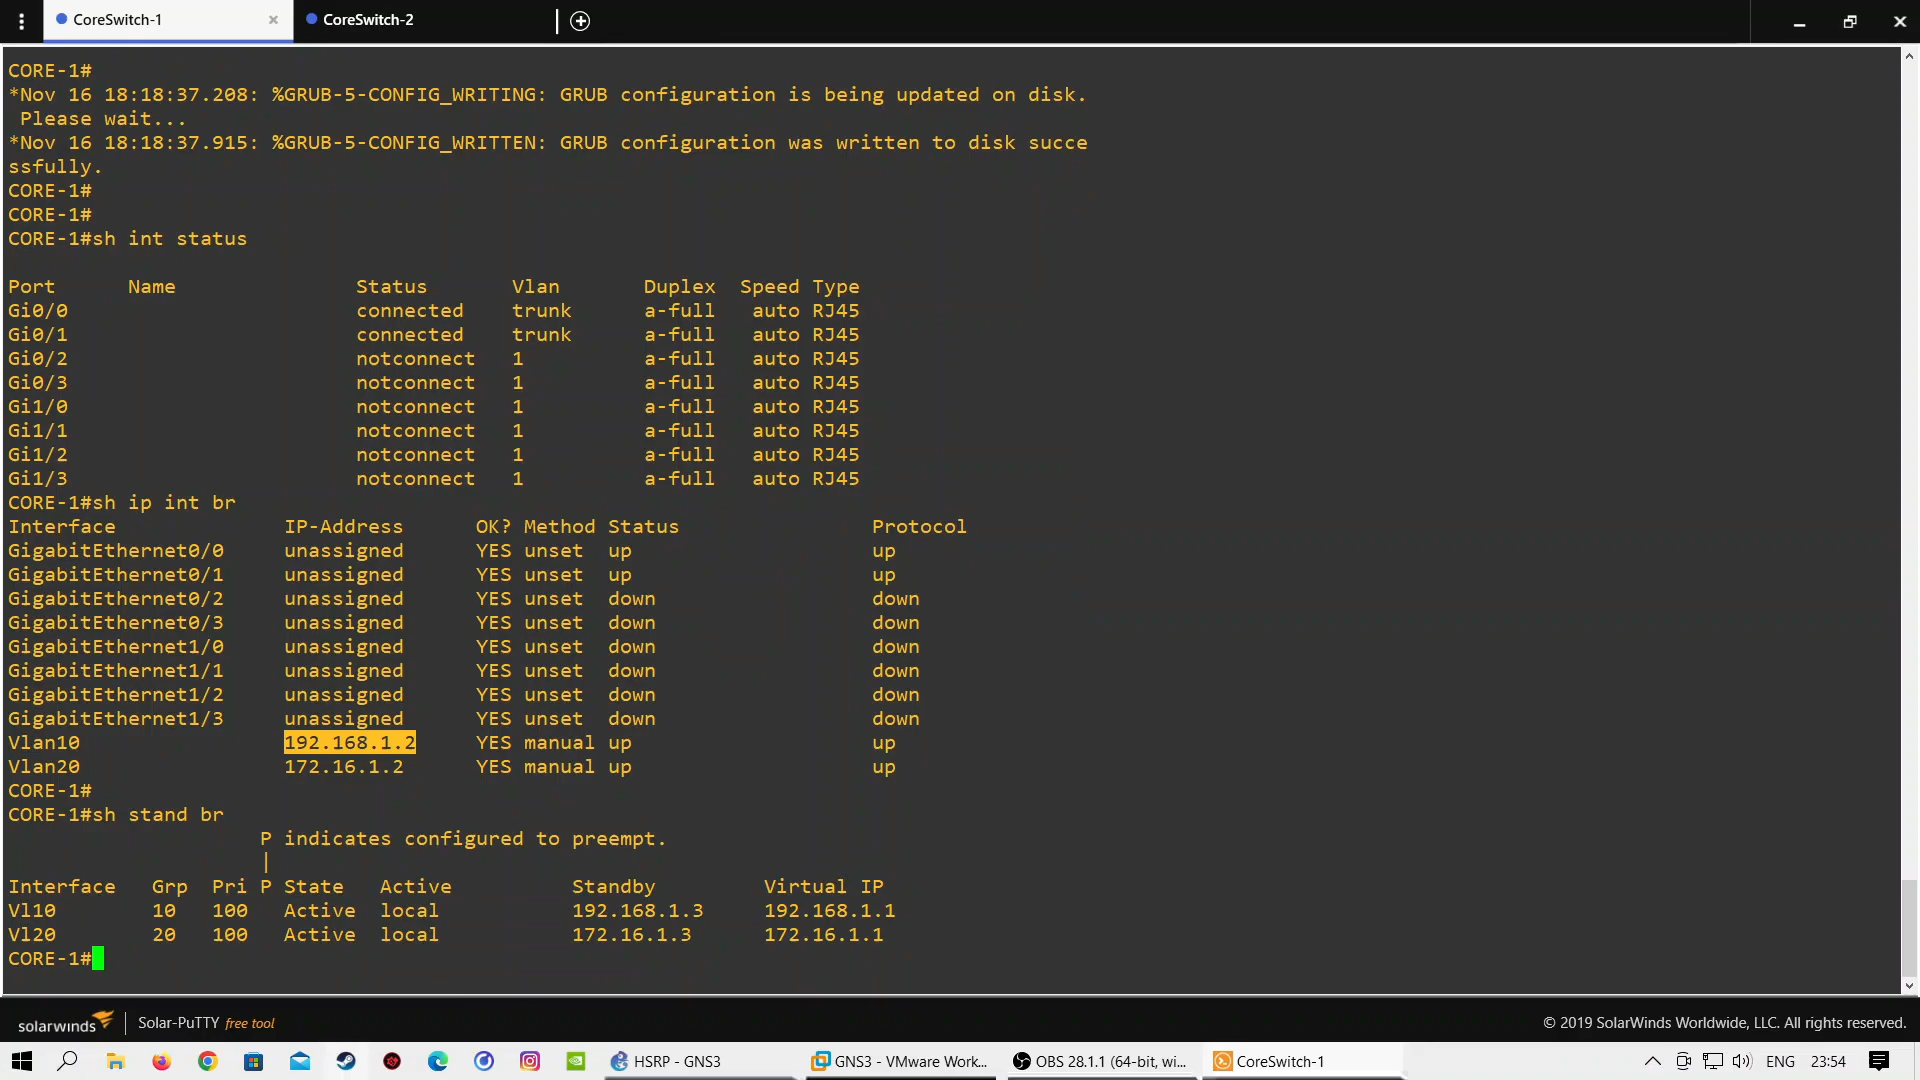 CoreSwitch-1
CoreSwitch-2
CORE-1#
*Nov 16 18:18:37.208: %GRUB-5-CONFIG_WRITING: GRUB configuration is being updated on disk.
Please wait...
*Nov 16 18:18:37.915: %GRUB-5-CONFIG_WRITTEN: GRUB configuration was written to disk succe
ssfully.
CORE-1#
CORE-1#
CORE-1#sh int status
Port Name Status Vlan Duplex Speed Type
Gi0/0 connected trunk a-full auto RJ45
Gi0/1 connected trunk a-full auto RJ45
Gi0/2 notconnect 1 a-full auto RJ45
Gi0/3 notconnect 1 a-full auto RJ45
Gi1/0 notconnect 1 a-full auto RJ45
Gi1/1 notconnect 1 a-full auto RJ45
Gi1/2 notconnect 1 a-full auto RJ45
Gi1/3 notconnect 1 a-full auto RJ45
CORE-1#sh ip int br
Interface IP-Address OK? Method Status Protocol
GigabitEthernet0/0 unassigned YES unset up up
GigabitEthernet0/1 unassigned YES unset up up
GigabitEthernet0/2 unassigned YES unset down down
GigabitEthernet0/3 unassigned YES unset down down
GigabitEthernet1/0 unassigned YES unset down down
GigabitEthernet1/1 unassigned YES unset down down
GigabitEthernet1/2 unassigned YES unset down down
GigabitEthernet1/3 unassigned YES unset down down
Vlan10 192.168.1.2 YES manual up up
Vlan20 172.16.1.2 YES manual up up
CORE-1#
CORE-1#sh stand br
P indicates configured to preempt.
|
Interface Grp Pri P State Active Standby Virtual IP
Vl10 10 100 Active local 192.168.1.3 192.168.1.1
Vl20 20 100 Active local 172.16.1.3 172.16.1.1
CORE-1#
solarwinds | Solar-PuTTY free tool
© 2019 SolarWinds Worldwide, LLC. All rights reserved.
HSRP - GNS3
GNS3 - VMware Work...
OBS 28.1.1 (64-bit, wi...
CoreSwitch-1
ENG
23:54